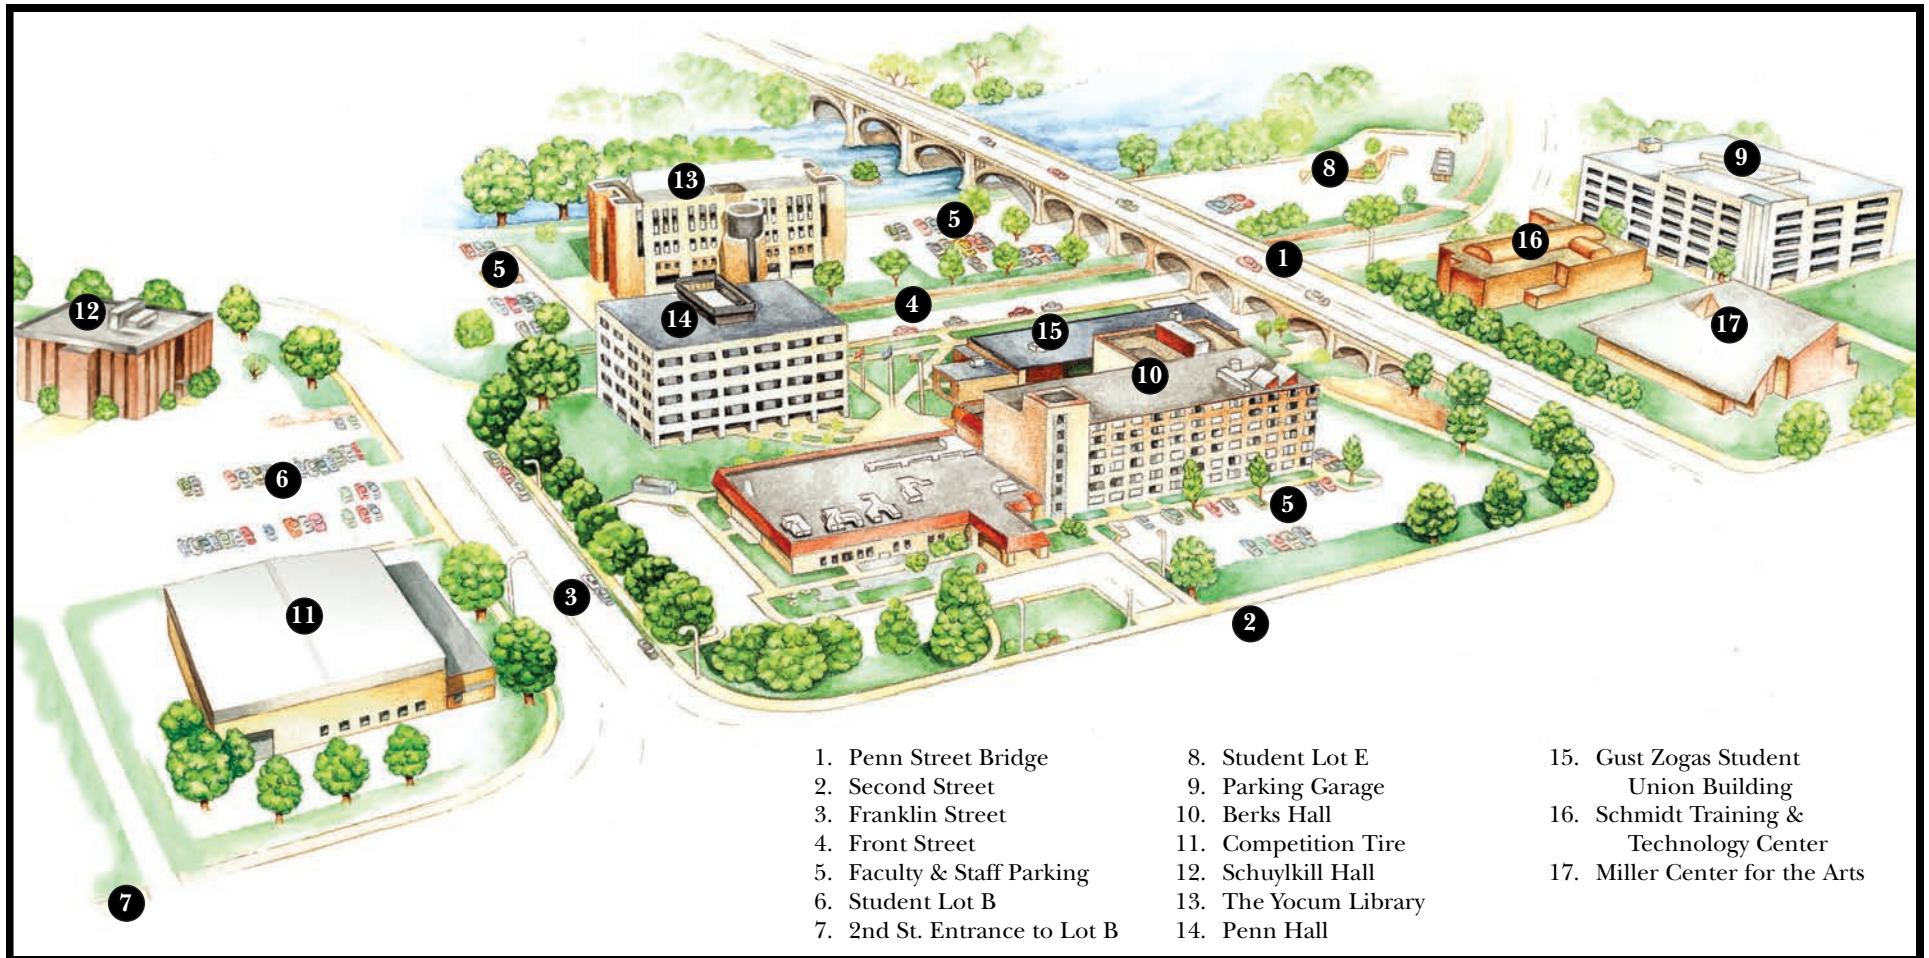 13
9
8
5
16
5
1
4
12
14
15
17
10
6
5
3
11
2
7
1. Penn Street Bridge
2. Second Street
3. Franklin Street
4. Front Street
5. Faculty & Staff Parking
6. Student Lot B
7. 2nd St. Entrance to Lot B
8. Student Lot E
9. Parking Garage
10. Berks Hall
11. Competition Tire
12. Schuylkill Hall
13. The Yocum Library
14. Penn Hall
15. Gust Zogas Student
Union Building
16. Schmidt Training &
Technology Center
17. Miller Center for the Arts